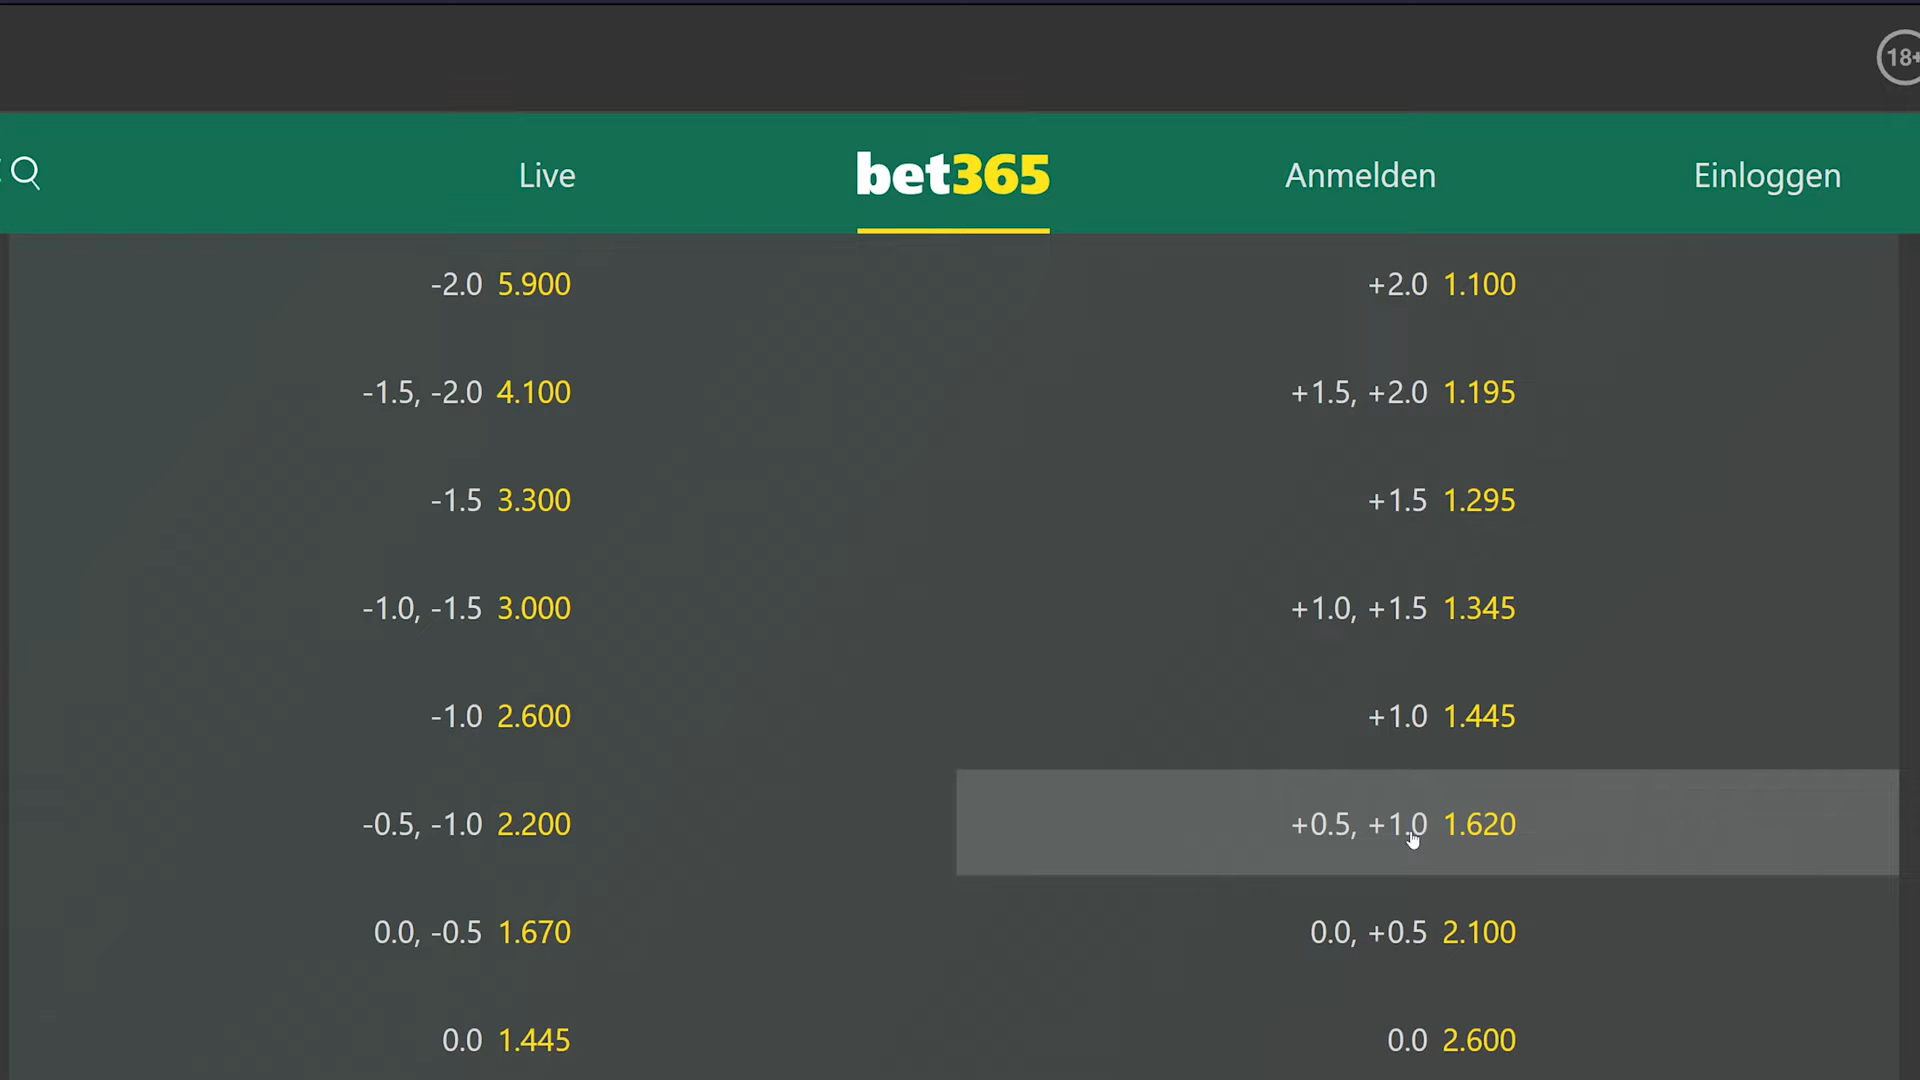 18+
Live bet365 Anmelden Einloggen
-2.0 5.900 +2.0 1.100
-1.5, -2.0 4.100 +1.5, +2.0 1.195
-1.5 3.300 +1.5 1.295
-1.0, -1.5 3.000 +1.0, +1.5 1.345
-1.0 2.600 +1.0 1.445
-0.5, -1.0 2.200 +0.5, +1.0 1.620
0.0, -0.5 1.670 0.0, +0.5 2.100
0.0 1.445 0.0 2.600